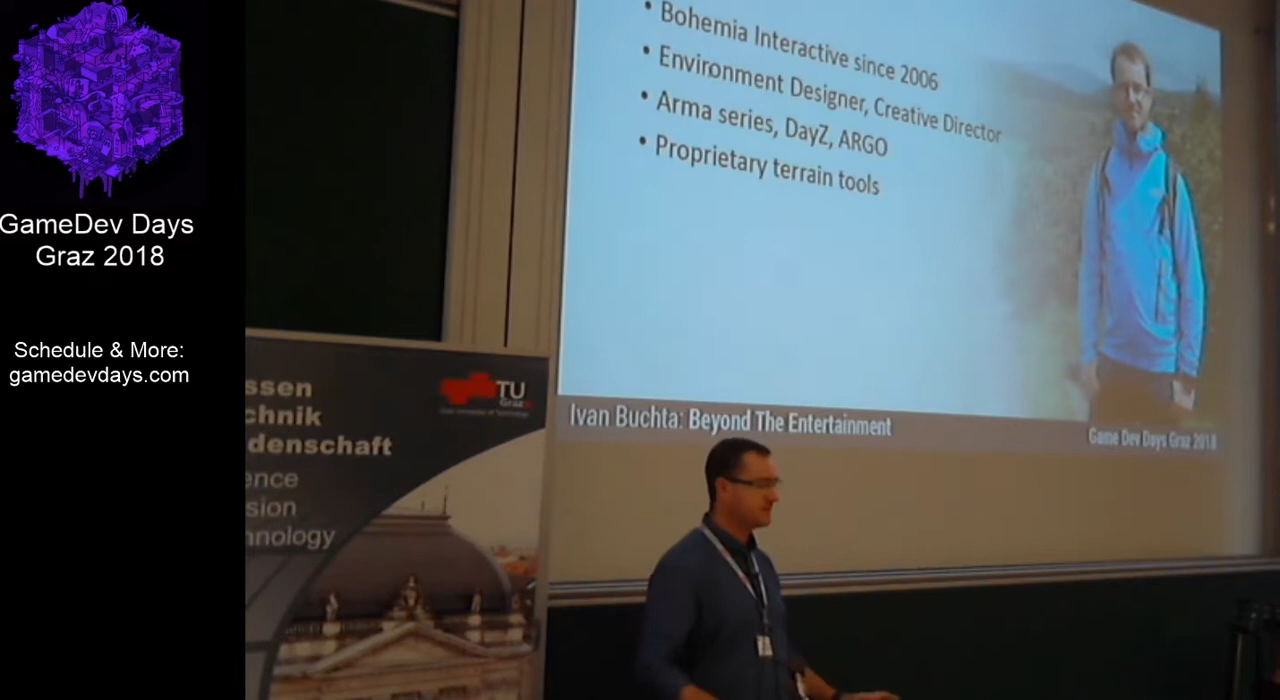 GameDev Days
Graz 2018
Schedule & More:
gamedevdays.com
• Bohemia Interactive since 2006
• Environment Designer, Creative Director
• Arma series, DayZ, ARGO
• Proprietary terrain tools
Ivan Buchta: Beyond The Entertainment
Game Dev Days Graz 2018
ssen
chnik
denschaft
ence
sion
hnology
TU
Graz